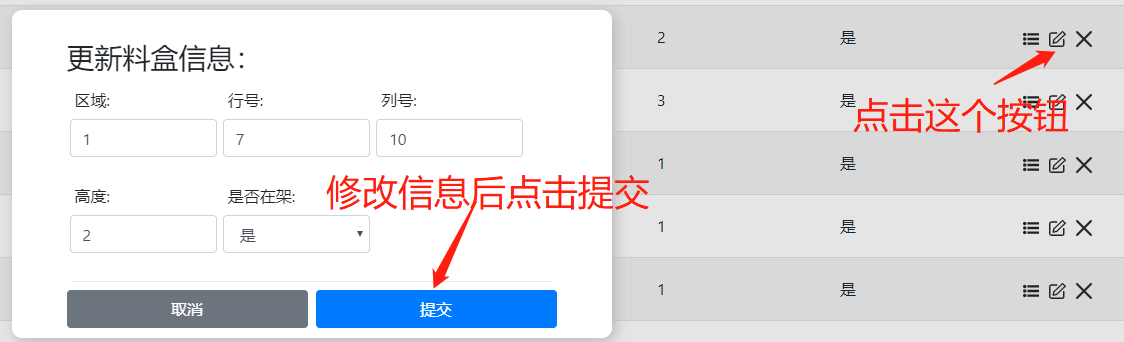 更新料盒信息：
区域: 行号: 列号:
1 7 10
高度: 是否在架:
2 是
取消 提交
修改信息后点击提交
2 是
3 是
1 是
1 是
1 是
点击这个按钮